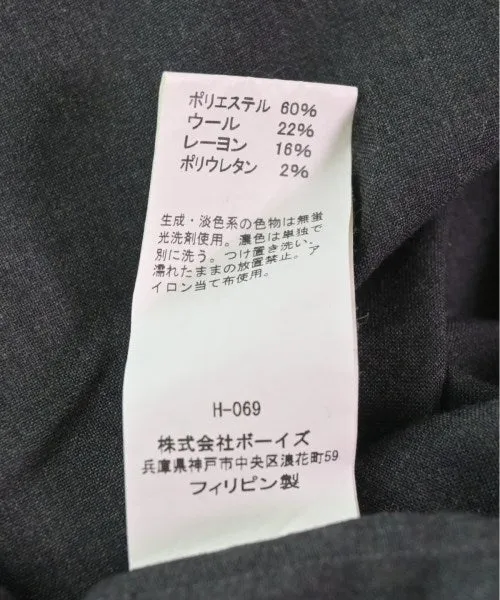 ポリエステル 60%
ウール 22%
レーヨン 16%
ポリウレタン 2%
生成・淡色系の色物は無蛍
光洗剤使用。濃色は単独で
別に洗う。つけ置き洗い、
濡れたままの放置禁止。ア
イロン当て布使用。
H-069
株式会社ボーイズ
兵庫県神戸市中央区浪花町59
フィリピン製